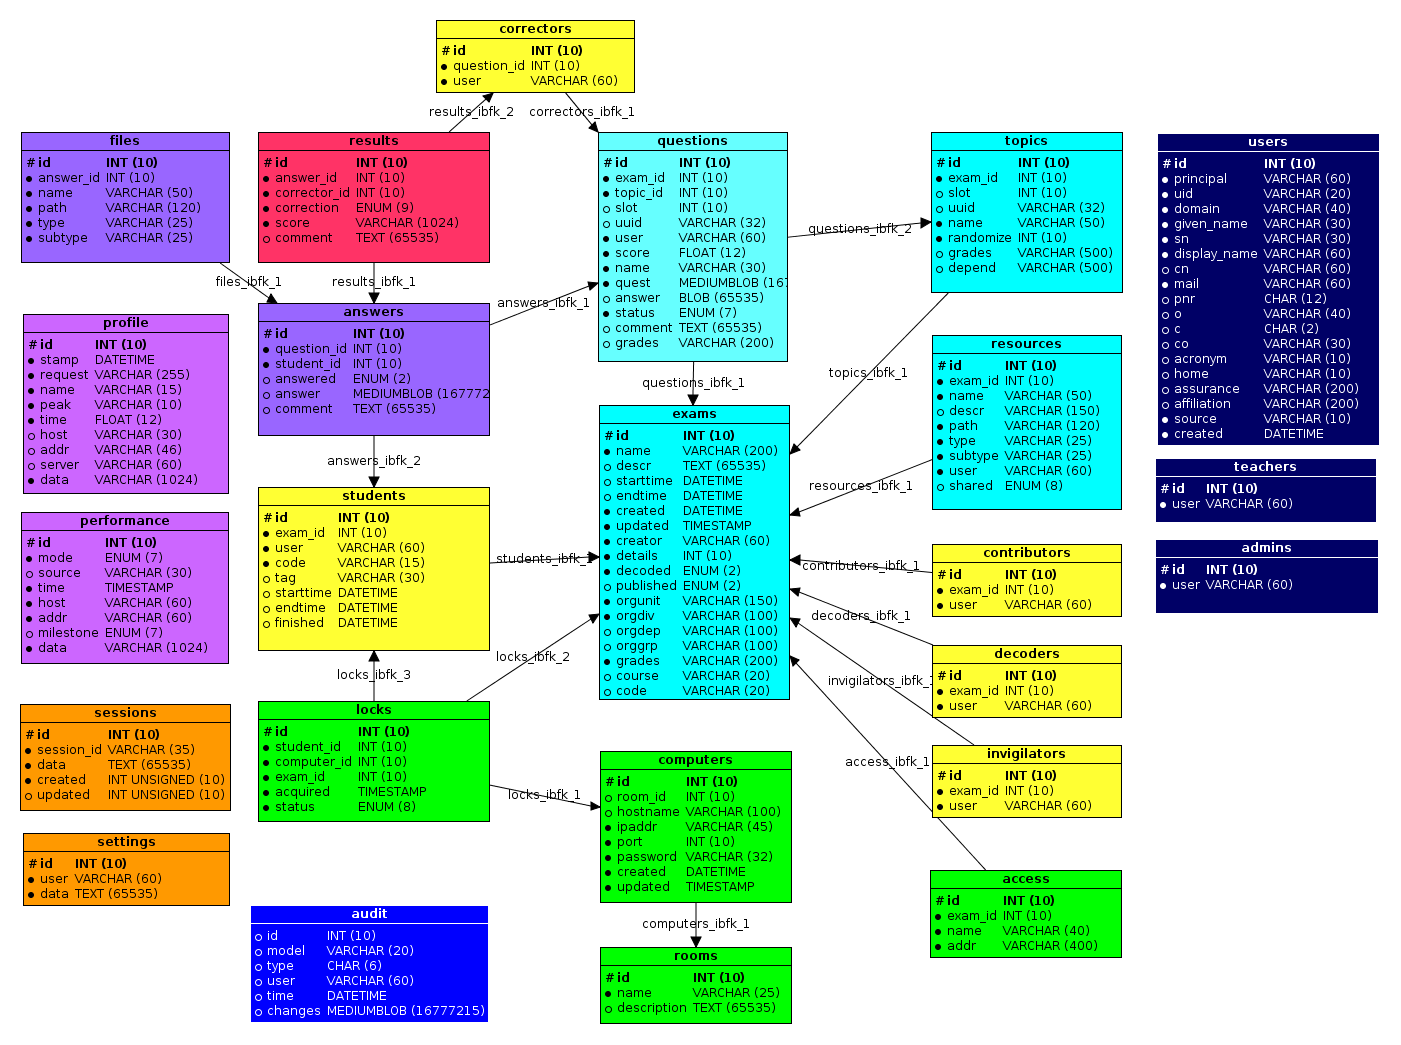 correctors
# id INT (10)
question_id INT (10)
user VARCHAR (60)
results_ibfk_2
correctors_ibfk_1
files
# id INT (10)
answer_id INT (10)
name VARCHAR (50)
path VARCHAR (120)
type VARCHAR (25)
subtype VARCHAR (25)
results
# id INT (10)
answer_id INT (10)
corrector_id INT (10)
correction ENUM (9)
score VARCHAR (1024)
comment TEXT (65535)
questions
# id INT (10)
exam_id INT (10)
topic_id INT (10)
slot INT (10)
uuid VARCHAR (32)
user VARCHAR (60)
score FLOAT (12)
name VARCHAR (30)
quest MEDIUMBLOB (167
answer BLOB (65535)
status ENUM (7)
comment TEXT (65535)
grades VARCHAR (200)
questions_ibfk_2
topics
# id INT (10)
exam_id INT (10)
slot INT (10)
uuid VARCHAR (32)
name VARCHAR (50)
randomize INT (10)
grades VARCHAR (500)
depend VARCHAR (500)
users
# id INT (10)
principal VARCHAR (60)
uid VARCHAR (20)
domain VARCHAR (40)
given_name VARCHAR (30)
sn VARCHAR (30)
display_name VARCHAR (60)
cn VARCHAR (60)
mail VARCHAR (60)
pnr CHAR (12)
o VARCHAR (40)
c CHAR (2)
co VARCHAR (30)
acronym VARCHAR (10)
home VARCHAR (10)
assurance VARCHAR (200)
affiliation VARCHAR (200)
source VARCHAR (10)
created DATETIME
files_ibfk_1
results_ibfk_1
answers_ibfk_1
profile
# id INT (10)
stamp DATETIME
request VARCHAR (255)
name VARCHAR (15)
peak VARCHAR (10)
time FLOAT (12)
host VARCHAR (30)
addr VARCHAR (46)
server VARCHAR (60)
data VARCHAR (1024)
answers
# id INT (10)
question_id INT (10)
student_id INT (10)
answered ENUM (2)
answer MEDIUMBLOB (167772
comment TEXT (65535)
questions_ibfk_1
topics_ibfk_1
resources
# id INT (10)
exam_id INT (10)
name VARCHAR (50)
descr VARCHAR (150)
path VARCHAR (120)
type VARCHAR (25)
subtype VARCHAR (25)
user VARCHAR (60)
shared ENUM (8)
exams
# id INT (10)
name VARCHAR (200)
descr TEXT (65535)
starttime DATETIME
endtime DATETIME
created DATETIME
updated TIMESTAMP
creator VARCHAR (60)
details INT (10)
decoded ENUM (2)
published ENUM (2)
orgunit VARCHAR (150)
orgdiv VARCHAR (100)
orgdep VARCHAR (100)
orggrp VARCHAR (100)
grades VARCHAR (200)
course VARCHAR (20)
code VARCHAR (20)
answers_ibfk_2
resources_ibfk_1
teachers
# id INT (10)
user VARCHAR (60)
performance
# id INT (10)
mode ENUM (7)
source VARCHAR (30)
time TIMESTAMP
host VARCHAR (60)
addr VARCHAR (60)
milestone ENUM (7)
data VARCHAR (1024)
students
# id INT (10)
exam_id INT (10)
user VARCHAR (60)
code VARCHAR (15)
tag VARCHAR (30)
starttime DATETIME
endtime DATETIME
finished DATETIME
students_ibfk_1
contributors_ibfk_1
contributors
# id INT (10)
exam_id INT (10)
user VARCHAR (60)
admins
# id INT (10)
user VARCHAR (60)
decoders_ibfk_1
decoders
# id INT (10)
exam_id INT (10)
user VARCHAR (60)
locks_ibfk_2
locks_ibfk_3
invigilators_ibfk_1
sessions
# id INT (10)
session_id VARCHAR (35)
data TEXT (65535)
created INT UNSIGNED (10)
updated INT UNSIGNED (10)
locks
# id INT (10)
student_id INT (10)
computer_id INT (10)
exam_id INT (10)
acquired TIMESTAMP
status ENUM (8)
locks_ibfk_1
computers
# id INT (10)
room_id INT (10)
hostname VARCHAR (100)
ipaddr VARCHAR (45)
port INT (10)
password VARCHAR (32)
created DATETIME
updated TIMESTAMP
access_ibfk_1
invigilators
# id INT (10)
exam_id INT (10)
user VARCHAR (60)
settings
# id INT (10)
user VARCHAR (60)
data TEXT (65535)
access
# id INT (10)
exam_id INT (10)
name VARCHAR (40)
addr VARCHAR (400)
audit
id INT (10)
model VARCHAR (20)
type CHAR (6)
user VARCHAR (60)
time DATETIME
changes MEDIUMBLOB (16777215)
computers_ibfk_1
rooms
# id INT (10)
name VARCHAR (25)
description TEXT (65535)